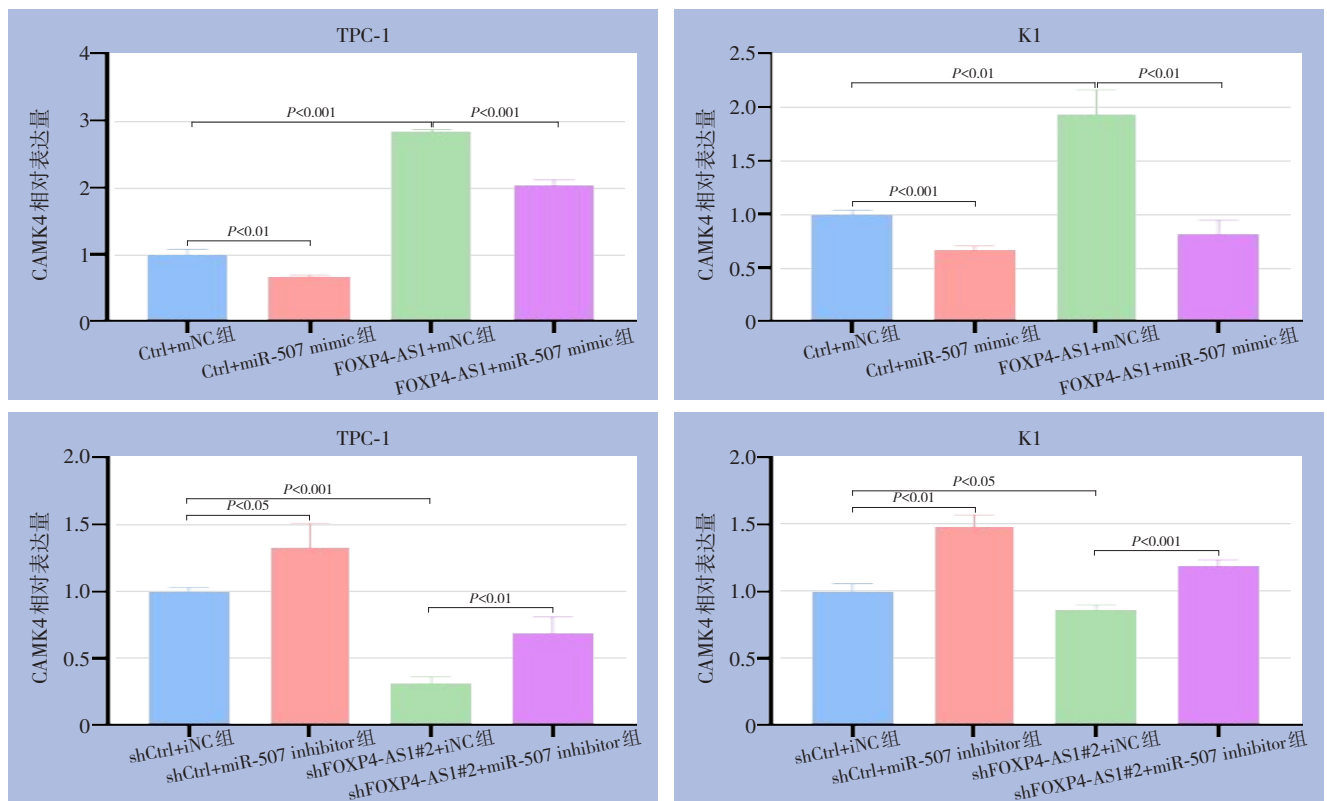 TPC-1
CAMK4相对表达量
4
3
2
1
0
P<0.001
P<0.001
P<0.01
Ctrl+mNC组
Ctrl+miR-507 mimic组
FOXP4-AS1+mNC组
FOXP4-AS1+miR-507 mimic组
K1
CAMK4相对表达量
2.5
2.0
1.5
1.0
0.5
0
P<0.01
P<0.01
P<0.001
Ctrl+mNC组
Ctrl+miR-507 mimic组
FOXP4-AS1+mNC组
FOXP4-AS1+miR-507 mimic组
TPC-1
CAMK4相对表达量
2.0
1.5
1.0
0.5
0
P<0.001
P<0.05
P<0.01
shCtrl+iNC组
shCtrl+miR-507 inhibitor组
shFOXP4-AS1#2+iNC组
shFOXP4-AS1#2+miR-507 inhibitor组
K1
CAMK4相对表达量
2.0
1.5
1.0
0.5
0
P<0.05
P<0.01
P<0.001
shCtrl+iNC组
shCtrl+miR-507 inhibitor组
shFOXP4-AS1#2+iNC组
shFOXP4-AS1#2+miR-507 inhibitor组